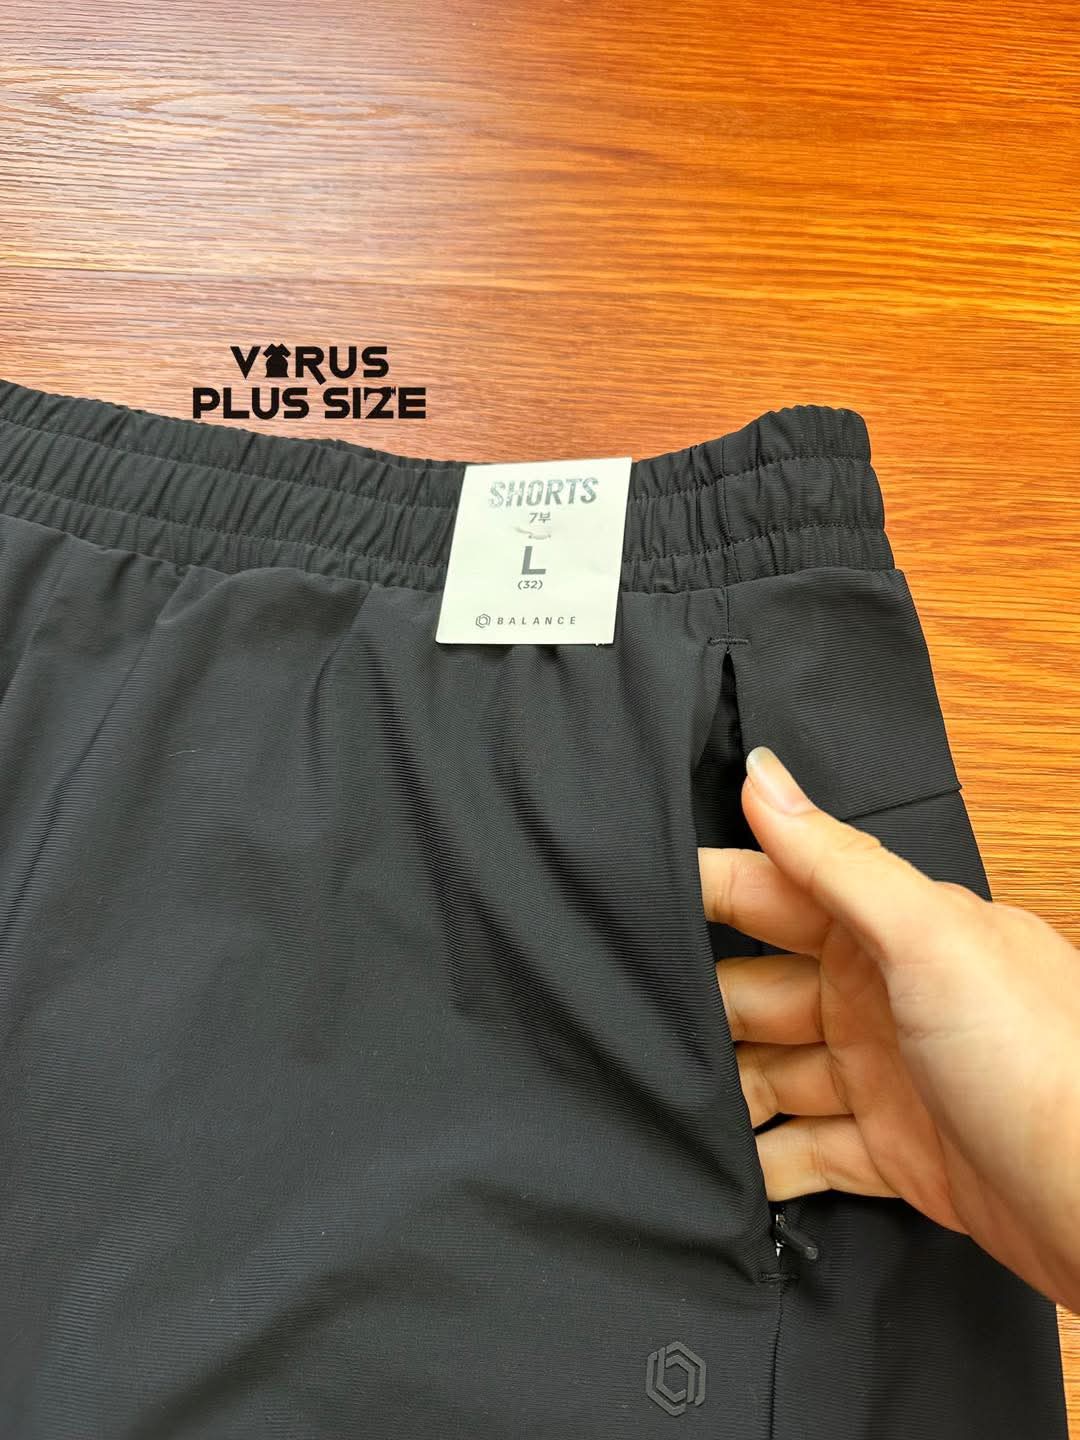 VIRUS
PLUS SIZE
SHORTS
7부
L
(32)
BALANCE